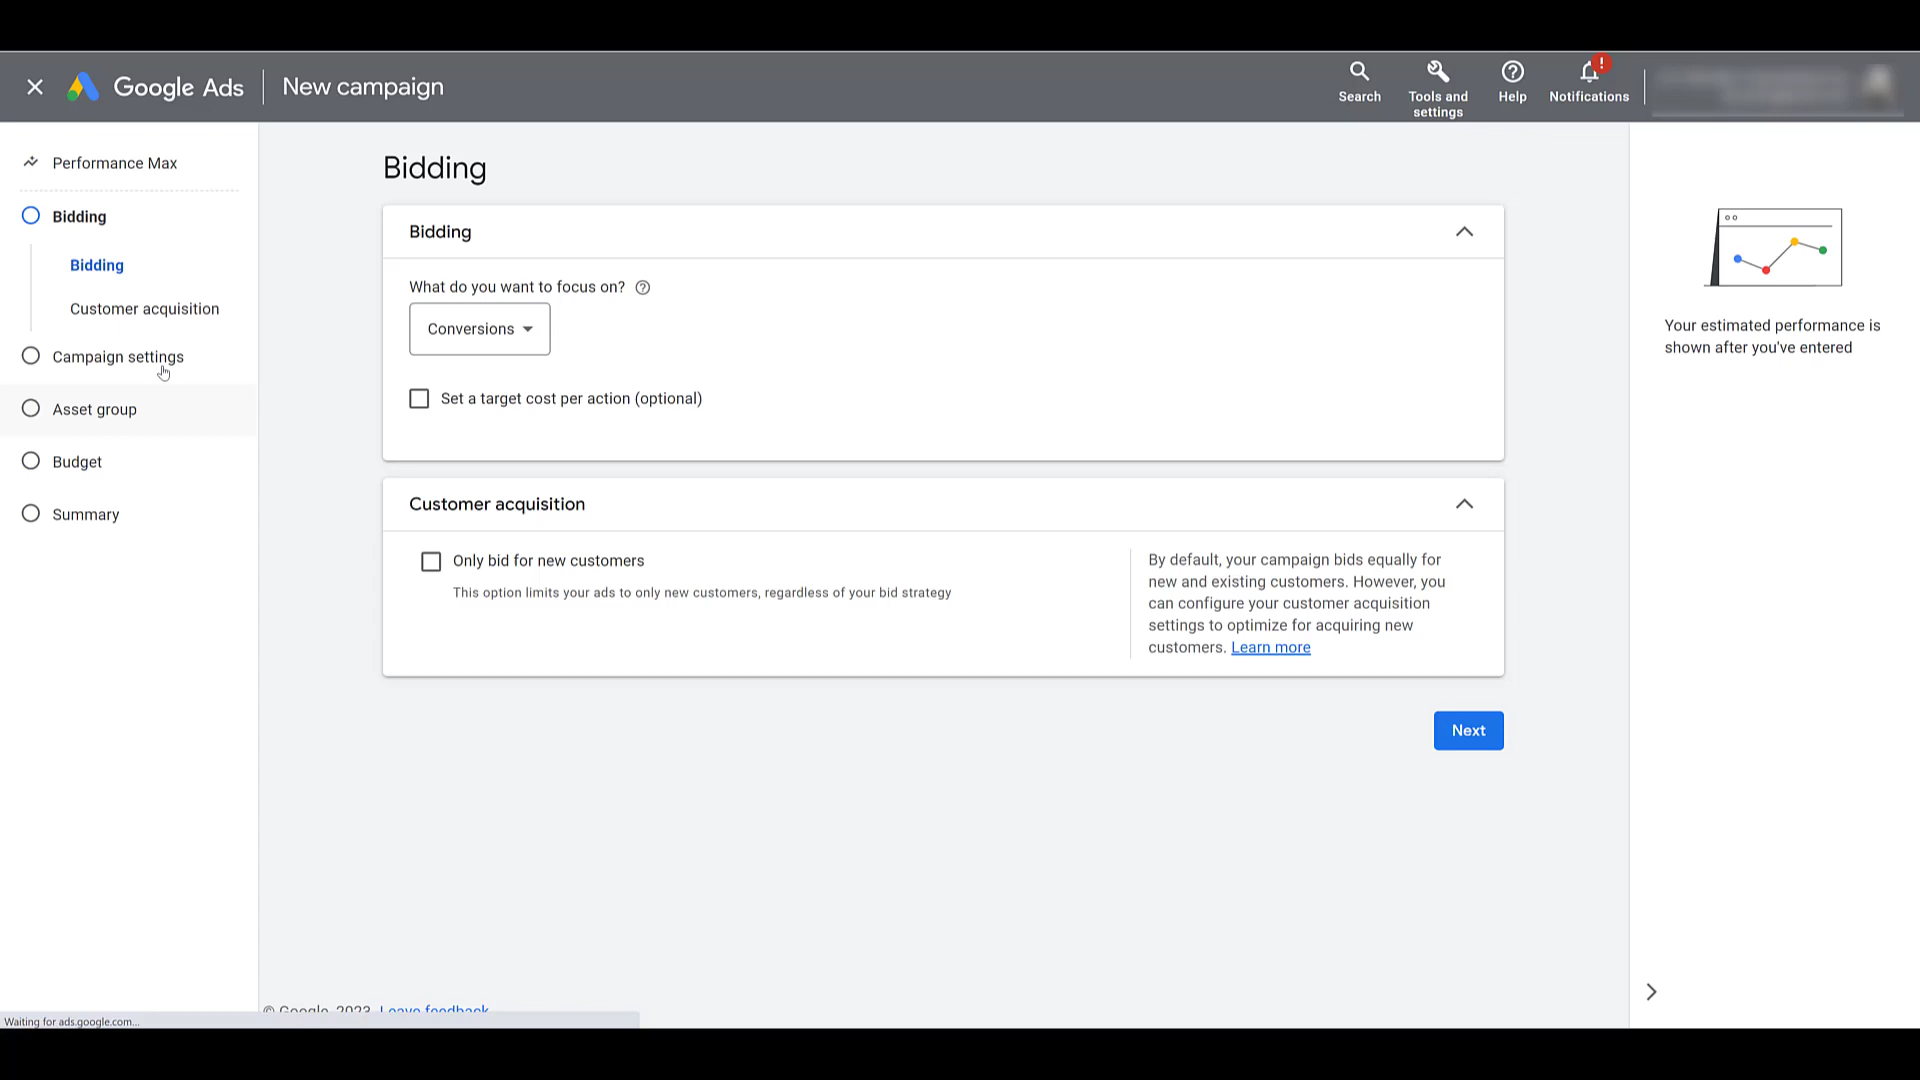 Google Ads
New campaign
Search
Tools and
settings
Help
!
Notifications
Performance Max
Bidding
Bidding
Customer acquisition
Campaign settings
Asset group
Budget
Summary
Bidding
Bidding
What do you want to focus on?
Conversions
Set a target cost per action (optional)
Customer acquisition
Only bid for new customers
This option limits your ads to only new customers, regardless of your bid strategy
By default, your campaign bids equally for
new and existing customers. However, you
can configure your customer acquisition
settings to optimize for acquiring new
customers. Learn more
Next
Your estimated performance is
shown after you've entered
© Google, 2023. Leave feedback
Waiting for ads.google.com...